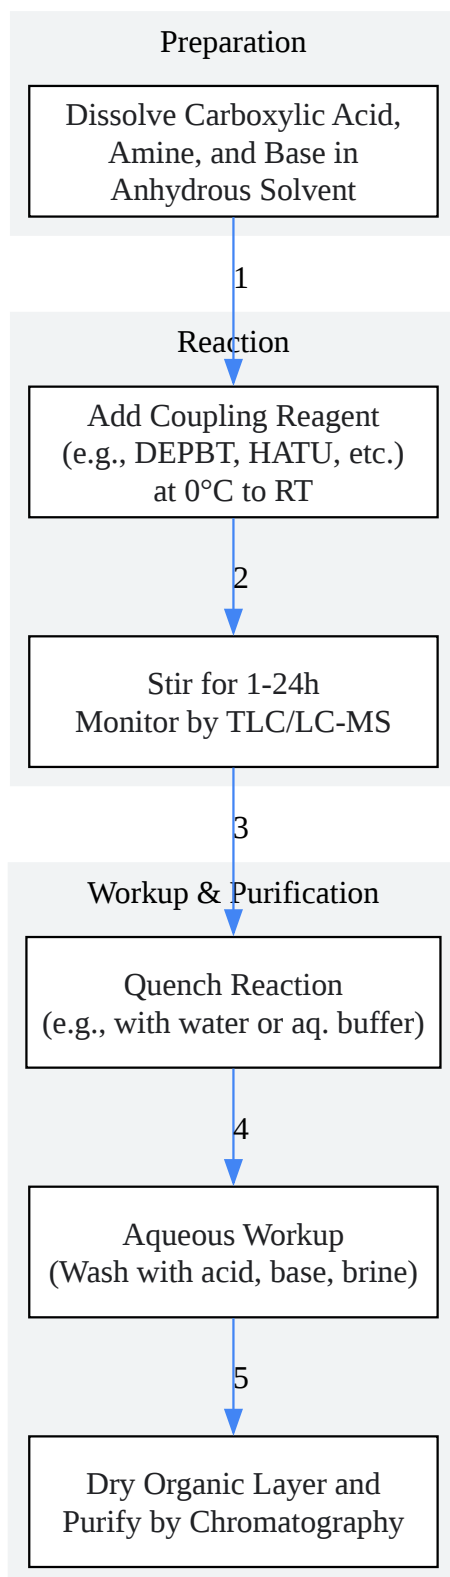 Preparation
Dissolve Carboxylic Acid,
Amine, and Base in
Anhydrous Solvent
1
Reaction
Add Coupling Reagent
(e.g., DEPBT, HATU, etc.)
at 0°C to RT
2
Stir for 1-24h
Monitor by TLC/LC-MS
3
Workup & Purification
Quench Reaction
(e.g., with water or aq. buffer)
4
Aqueous Workup
(Wash with acid, base, brine)
5
Dry Organic Layer and
Purify by Chromatography